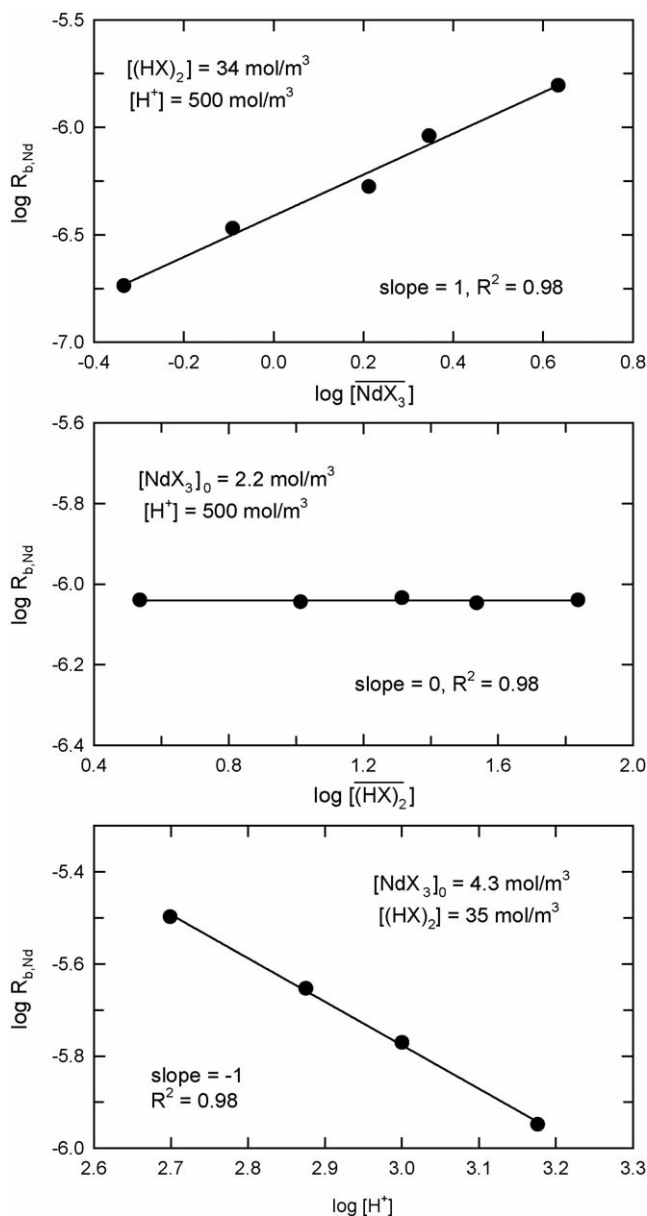 -5.5
[(HX)₂] = 34 mol/m³
[H⁺] = 500 mol/m³
-6.0
log R_b,Nd
-6.5
slope = 1, R² = 0.98
-7.0
-0.4 -0.2 0.0 0.2 0.4 0.6 0.8
log [N̅d̅X̅₃̅]
-5.6
[NdX₃]₀ = 2.2 mol/m³
[H⁺] = 500 mol/m³
-5.8
log R_b,Nd
-6.0
-6.2
slope = 0, R² = 0.98
-6.4
0.4 0.8 1.2 1.6 2.0
log [(̅H̅X̅)̅₂̅]
-5.4
[NdX₃]₀ = 4.3 mol/m³
[(HX)₂] = 35 mol/m³
log R_b,Nd
-5.6
-5.8
slope = -1
R² = 0.98
-6.0
2.6 2.7 2.8 2.9 3.0 3.1 3.2 3.3
log [H⁺]